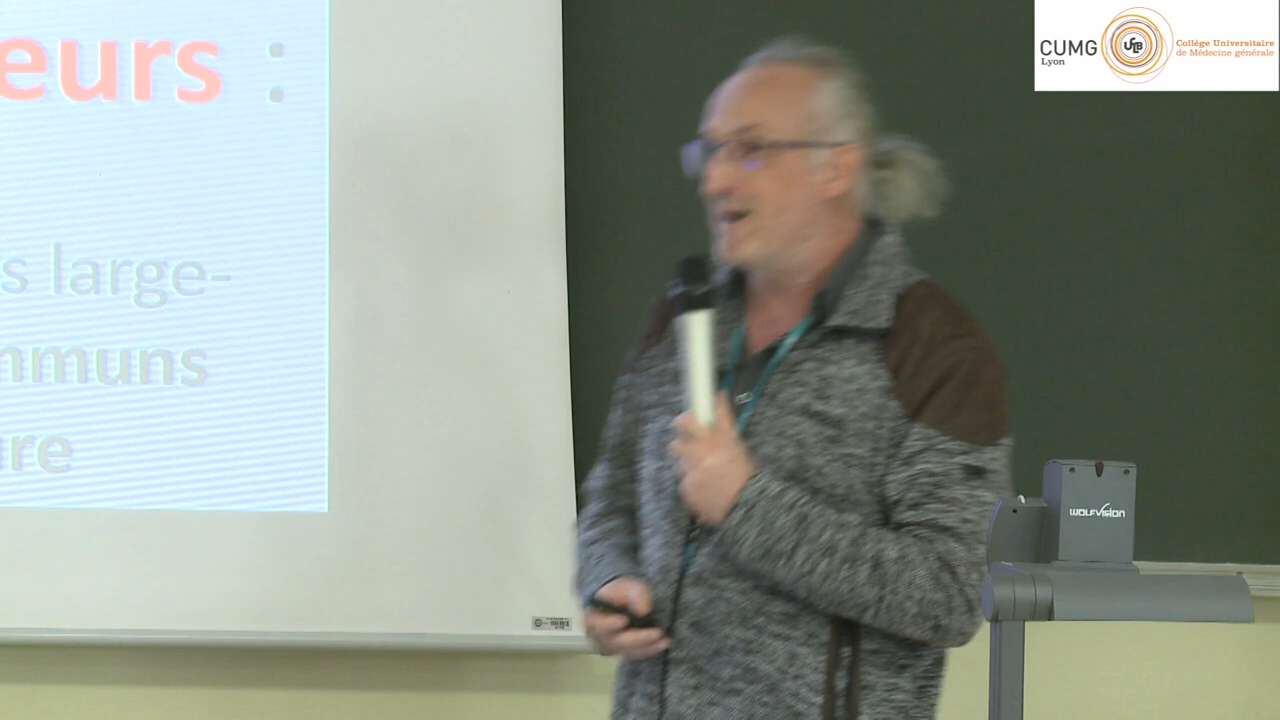 eurs :
s large-
mmuns
ure
CUMG
Lyon
Collège Universitaire
de Médecine générale
WOLFVISION